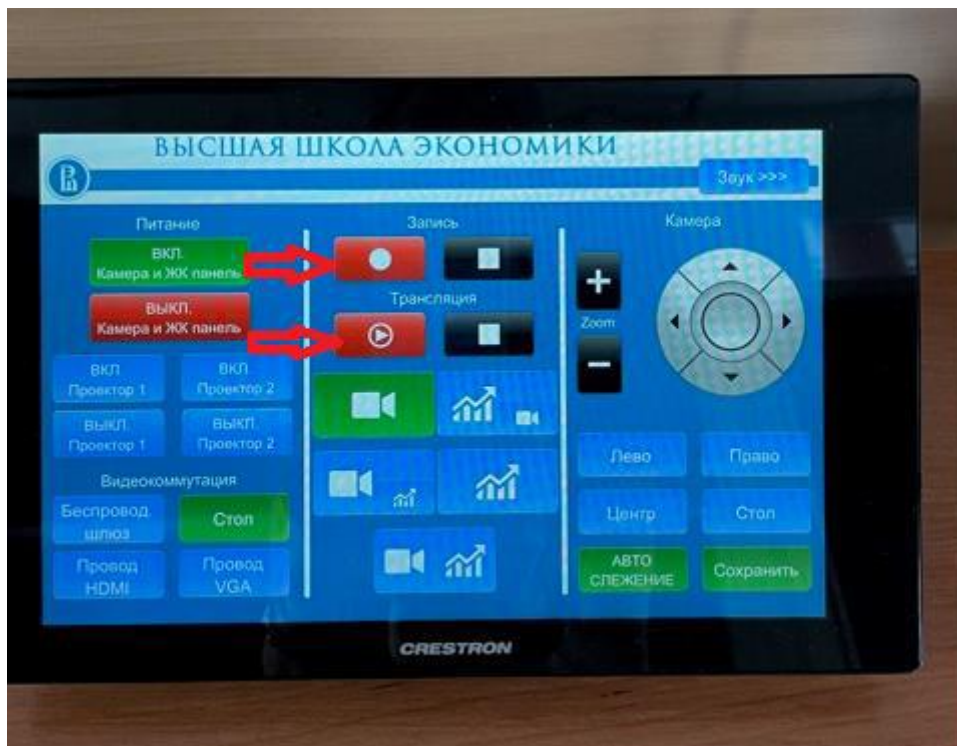 ВЫСШАЯ ШКОЛА ЭКОНОМИКИ
Звук >>>
Питание
ВКЛ.
Камера и ЖК панель
ВЫКЛ.
Камера и ЖК панель
ВКЛ
Проектор 1
ВКЛ
Проектор 2
ВЫКЛ.
Проектор 1
ВЫКЛ.
Проектор 2
Видеокоммутация
Беспровод.
шлюз
Стол
Провод
HDMI
Провод
VGA
Запись
Трансляция
Камера
+
Zoom
−
Лево
Право
Центр
Стол
АВТО
СЛЕЖЕНИЕ
Сохранить
CRESTRON